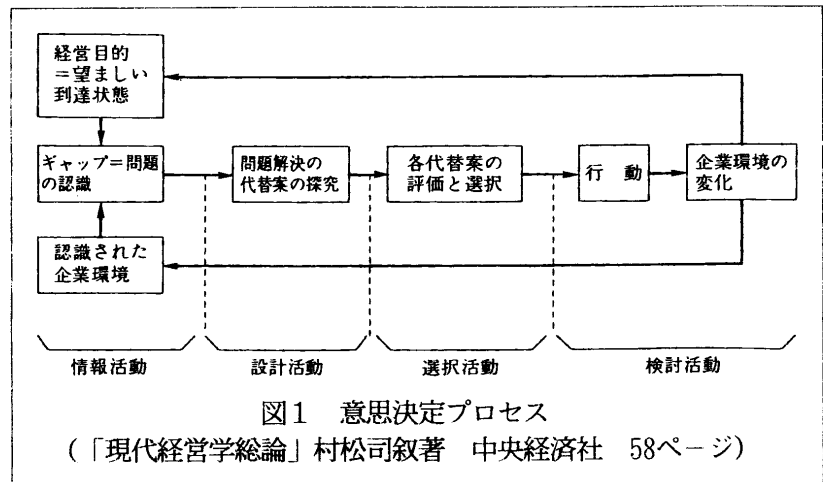 経営目的
＝望ましい
到達状態
ギャップ＝問題
の認識
問題解決の
代替案の探究
各代替案の
評価と選択
行　動
企業環境の
変化
認識された
企業環境
情報活動
設計活動
選択活動
検討活動
図1　意思決定プロセス
(「現代経営学総論」村松司叙著　中央経済社　58ページ)